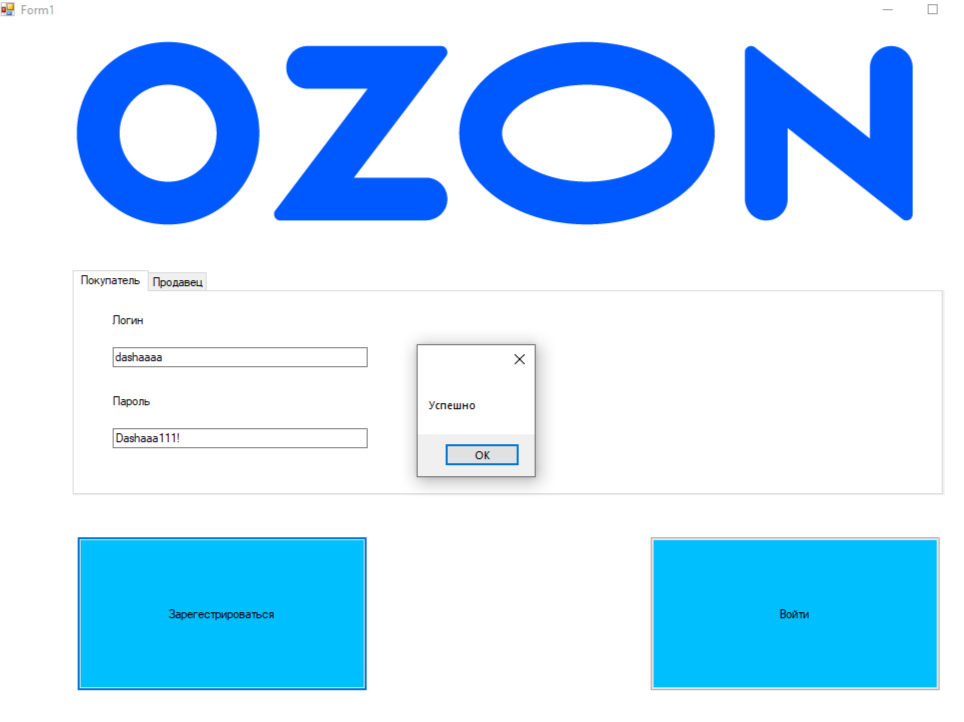 Form1
OZON
Покупатель
Продавец
Логин
dashaaaa
Пароль
Dashaaa111!
Успешно
OK
Зарегестрироваться
Войти